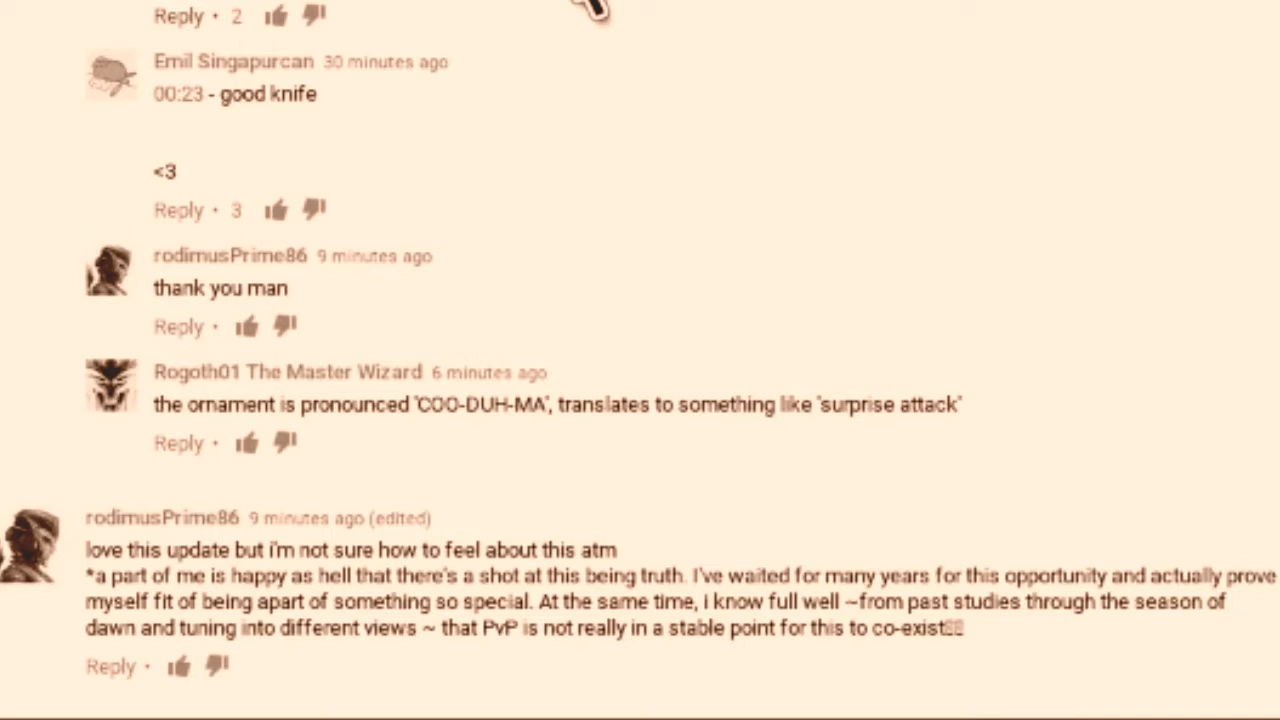 Reply • 2
Emil Singapurcan 30 minutes ago
00:23 - good knife
<3
Reply • 3
rodimusPrime86 9 minutes ago
thank you man
Reply •
Rogoth01 The Master Wizard 6 minutes ago
the ornament is pronounced 'COO-DUH-MA', translates to something like 'surprise attack'
Reply •
rodimusPrime86 9 minutes ago (edited)
love this update but i'm not sure how to feel about this atm
*a part of me is happy as hell that there's a shot at this being truth. I've waited for many years for this opportunity and actually prove
myself fit of being apart of something so special. At the same time, i know full well ~from past studies through the season of
dawn and tuning into different views ~ that PvP is not really in a stable point for this to co-exist
Reply •